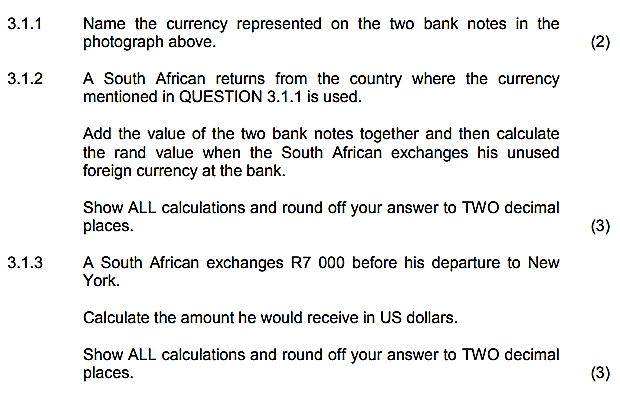 3.1.1 Name the currency represented on the two bank notes in the
photograph above. (2)
3.1.2 A South African returns from the country where the currency
mentioned in QUESTION 3.1.1 is used.
Add the value of the two bank notes together and then calculate
the rand value when the South African exchanges his unused
foreign currency at the bank.
Show ALL calculations and round off your answer to TWO decimal
places. (3)
3.1.3 A South African exchanges R7 000 before his departure to New
York.
Calculate the amount he would receive in US dollars.
Show ALL calculations and round off your answer to TWO decimal
places. (3)